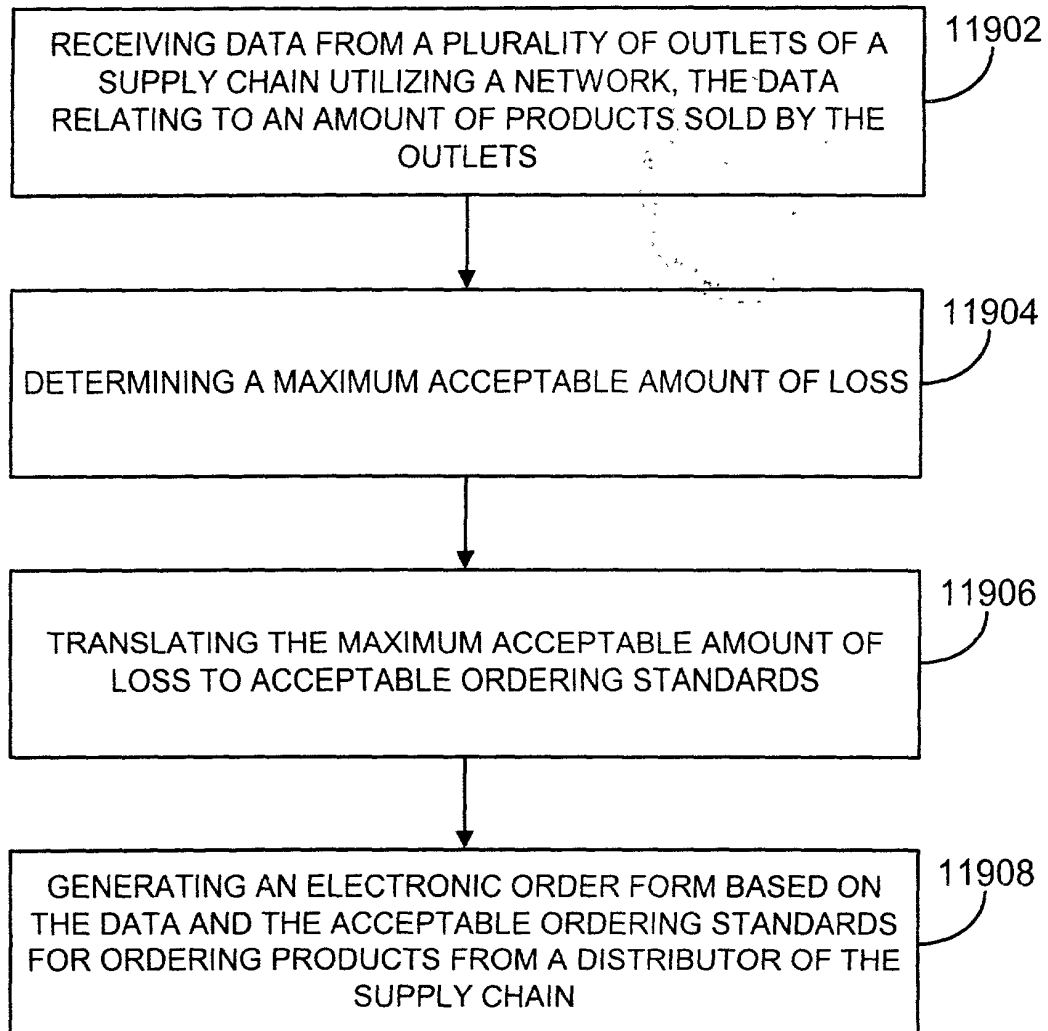 RECEIVING DATA FROM A PLURALITY OF OUTLETS OF A
SUPPLY CHAIN UTILIZING A NETWORK, THE DATA
RELATING TO AN AMOUNT OF PRODUCTS SOLD BY THE
OUTLETS
11902
DETERMINING A MAXIMUM ACCEPTABLE AMOUNT OF LOSS
11904
TRANSLATING THE MAXIMUM ACCEPTABLE AMOUNT OF
LOSS TO ACCEPTABLE ORDERING STANDARDS
11906
GENERATING AN ELECTRONIC ORDER FORM BASED ON
THE DATA AND THE ACCEPTABLE ORDERING STANDARDS
FOR ORDERING PRODUCTS FROM A DISTRIBUTOR OF THE
SUPPLY CHAIN
11908